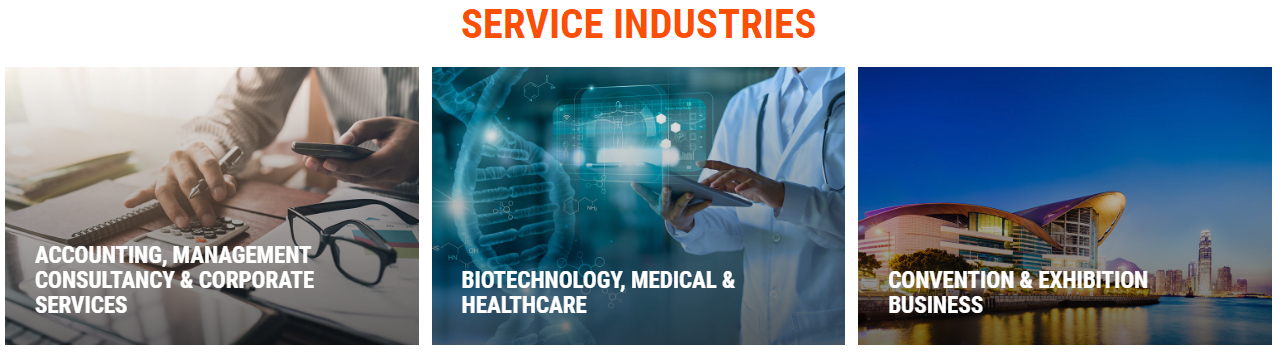 SERVICE INDUSTRIES
ACCOUNTING, MANAGEMENT
CONSULTANCY & CORPORATE
SERVICES
BIOTECHNOLOGY, MEDICAL &
HEALTHCARE
CONVENTION & EXHIBITION
BUSINESS